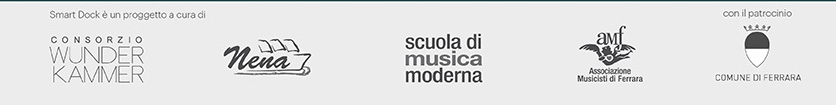 Smart Dock è un proggetto a cura di
CONSORZIO
WUNDER
KAMMER
Nena
scuola di
musica
moderna
amf
Associazione
Musicisti di Ferrara
con il patrocinio
COMUNE DI FERRARA